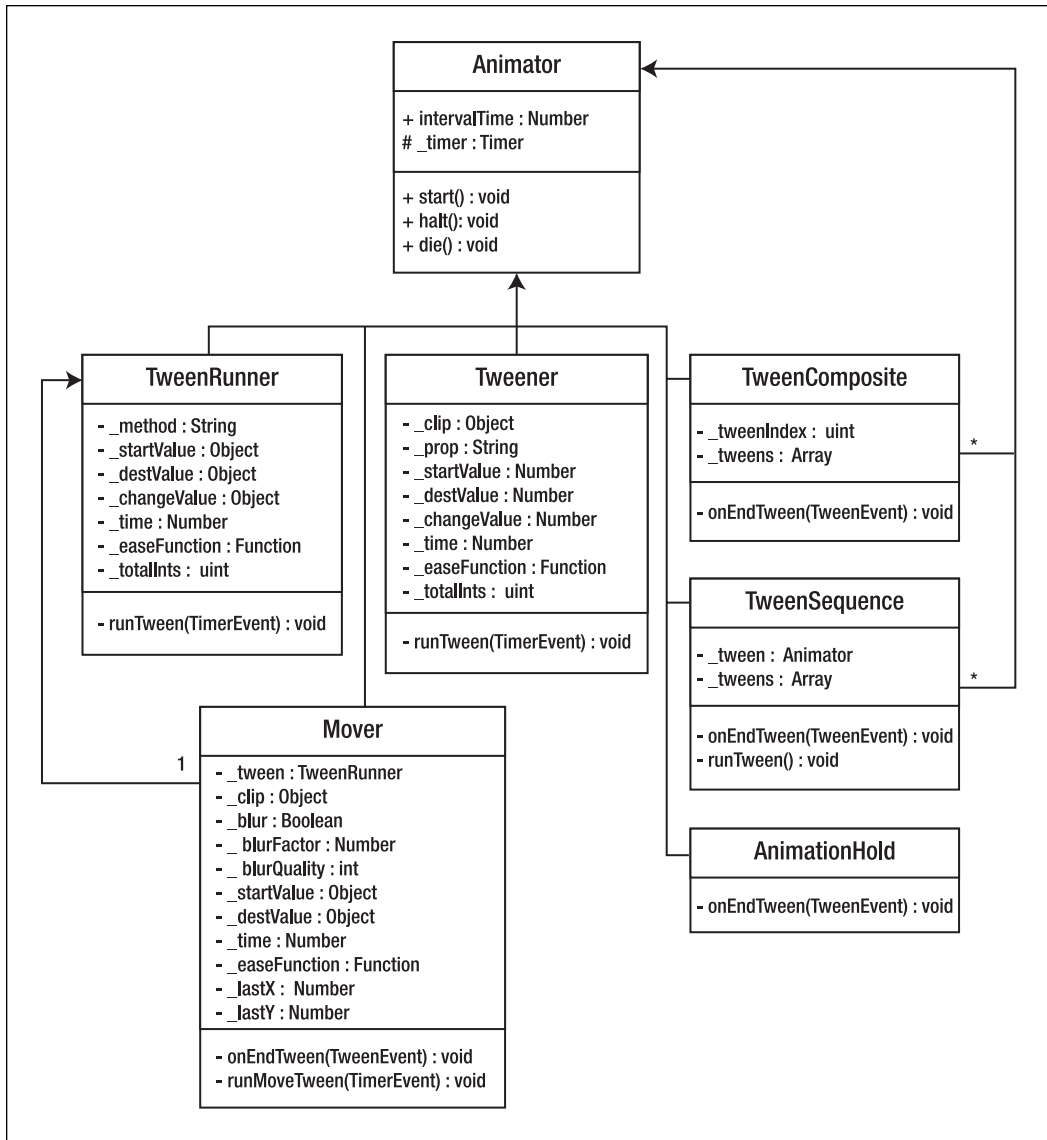 Animator
+ intervalTime : Number
# _timer : Timer
+ start() : void
+ halt(): void
+ die() : void
TweenRunner
- _method : String
- _startValue : Object
- _destValue : Object
- _changeValue : Object
- _time : Number
- _easeFunction : Function
- _totalInts : uint
- runTween(TimerEvent) : void
Tweener
- _clip : Object
- _prop : String
- _startValue : Number
- _destValue : Number
- _changeValue : Number
- _time : Number
- _easeFunction : Function
- _totalInts : uint
- runTween(TimerEvent) : void
TweenComposite
- _tweenIndex : uint
- _tweens : Array
- onEndTween(TweenEvent) : void
*
TweenSequence
- _tween : Animator
- _tweens : Array
- onEndTween(TweenEvent) : void
- runTween() : void
*
Mover
- _tween : TweenRunner
- _clip : Object
- _blur : Boolean
- _ blurFactor : Number
- _ blurQuality : int
- _startValue : Object
- _destValue : Object
- _time : Number
- _easeFunction : Function
- _lastX : Number
- _lastY : Number
- onEndTween(TweenEvent) : void
- runMoveTween(TimerEvent) : void
1
AnimationHold
- onEndTween(TweenEvent) : void